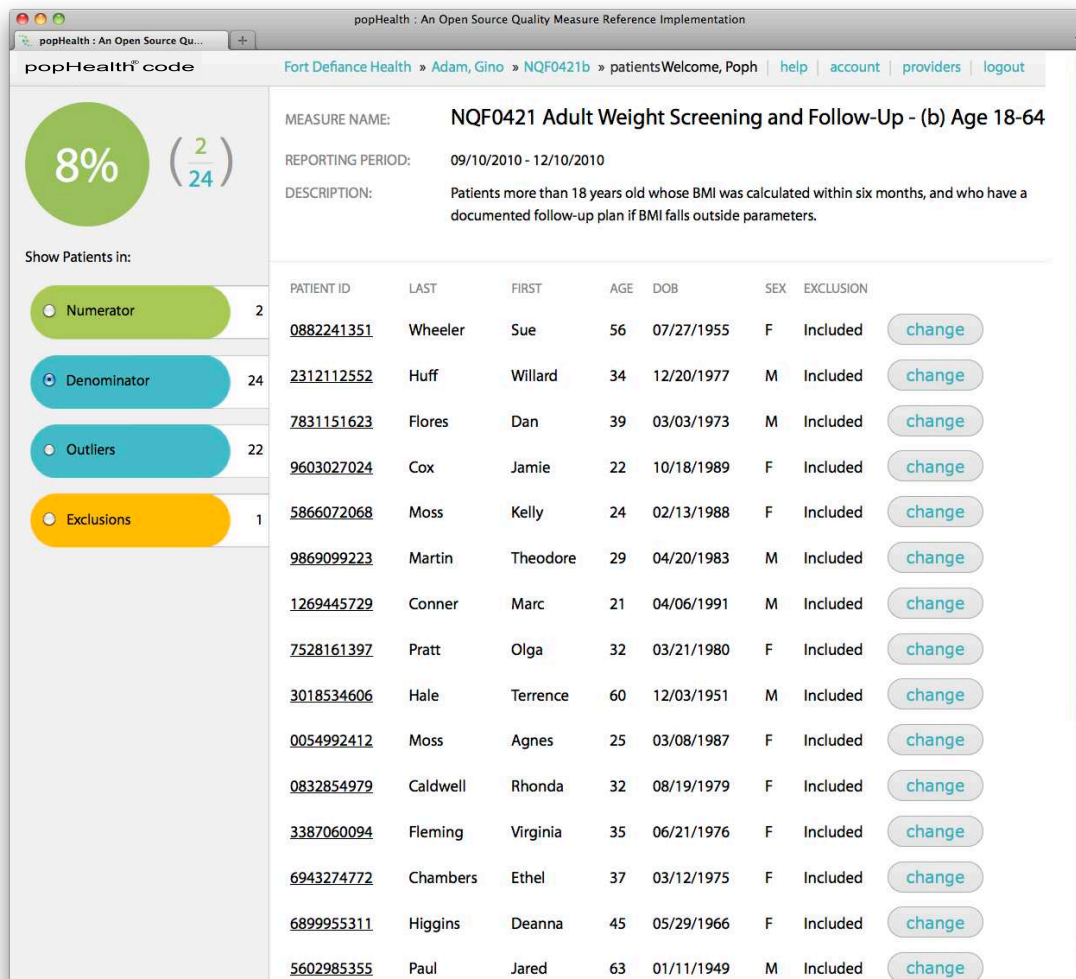 popHealth : An Open Source Quality Measure Reference Implementation
popHealth : An Open Source Qu...
+
popHealth® code
Fort Defiance Health » Adam, Gino » NQF0421b » patientsWelcome, Poph | help | account | providers | logout
8%
( 2
24 )
Show Patients in:
Numerator 2
Denominator 24
Outliers 22
Exclusions 1
MEASURE NAME: NQF0421 Adult Weight Screening and Follow-Up - (b) Age 18-64
REPORTING PERIOD: 09/10/2010 - 12/10/2010
DESCRIPTION: Patients more than 18 years old whose BMI was calculated within six months, and who have a
documented follow-up plan if BMI falls outside parameters.
PATIENT ID LAST FIRST AGE DOB SEX EXCLUSION
0882241351 Wheeler Sue 56 07/27/1955 F Included change
2312112552 Huff Willard 34 12/20/1977 M Included change
7831151623 Flores Dan 39 03/03/1973 M Included change
9603027024 Cox Jamie 22 10/18/1989 F Included change
5866072068 Moss Kelly 24 02/13/1988 F Included change
9869099223 Martin Theodore 29 04/20/1983 M Included change
1269445729 Conner Marc 21 04/06/1991 M Included change
7528161397 Pratt Olga 32 03/21/1980 F Included change
3018534606 Hale Terrence 60 12/03/1951 M Included change
0054992412 Moss Agnes 25 03/08/1987 F Included change
0832854979 Caldwell Rhonda 32 08/19/1979 F Included change
3387060094 Fleming Virginia 35 06/21/1976 F Included change
6943274772 Chambers Ethel 37 03/12/1975 F Included change
6899955311 Higgins Deanna 45 05/29/1966 F Included change
5602985355 Paul Jared 63 01/11/1949 M Included change